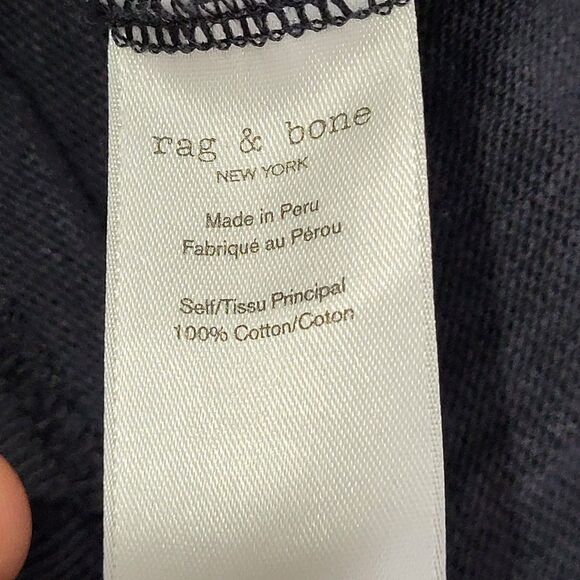 rag & bone
NEW YORK
Made in Peru
Fabriqué au Pérou
Self/Tissu Principal
100% Cotton/Coton